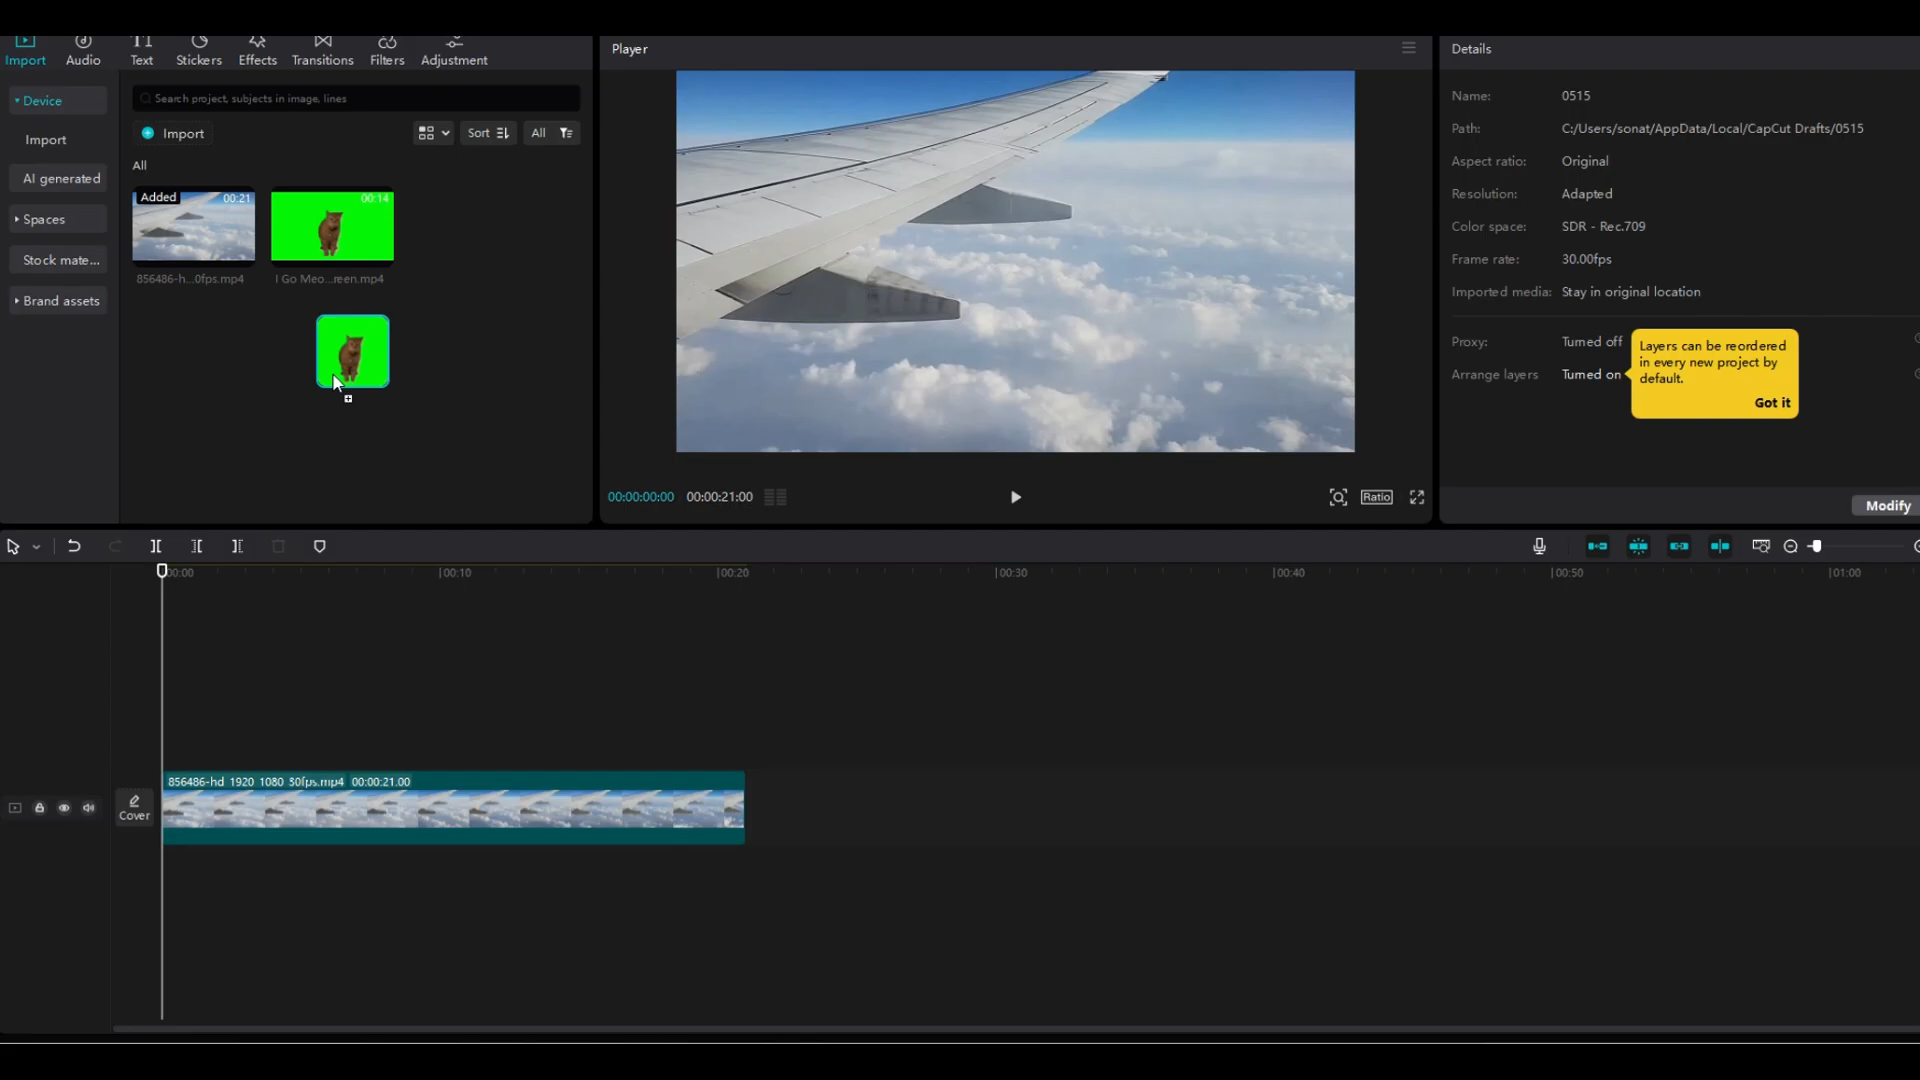 Import
Audio
Text
Stickers
Effects
Transitions
Filters
Adjustment
Device
Import
AI generated
Spaces
Stock mate...
Brand assets
Search project, subjects in image, lines
Import
Sort
All
All
Added
00:21
00:14
856486-h...0fps.mp4
I Go Meo...reen.mp4
Player
00:00:00:00
00:00:21:00
Ratio
Details
Name:
0515
Path:
C:/Users/sonat/AppData/Local/CapCut Drafts/0515
Aspect ratio:
Original
Resolution:
Adapted
Color space:
SDR - Rec.709
Frame rate:
30.00fps
Imported media:
Stay in original location
Proxy:
Turned off
Arrange layers
Turned on
Layers can be reordered
in every new project by
default.
Got it
Modify
00:00
00:10
00:20
00:30
00:40
00:50
01:00
Cover
856486-hd_1920_1080_30fps.mp4 00:00:21:00